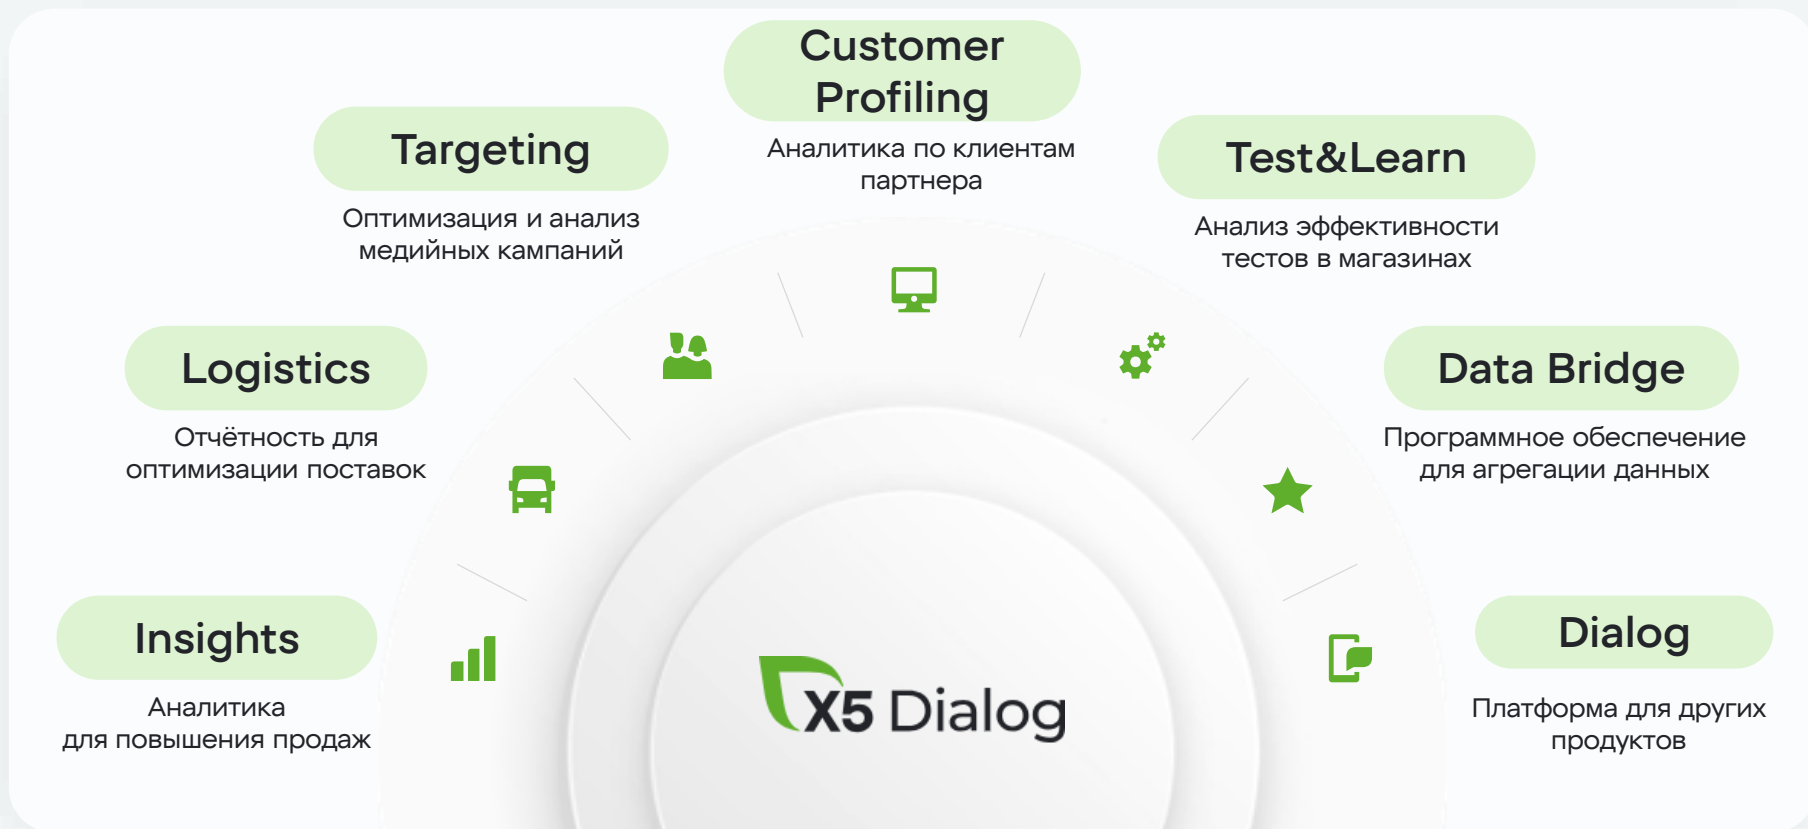 Customer
Profiling
Аналитика по клиентам
партнера
Targeting
Оптимизация и анализ
медийных кампаний
Test&Learn
Анализ эффективности
тестов в магазинах
Logistics
Отчётность для
оптимизации поставок
Data Bridge
Программное обеспечение
для агрегации данных
Insights
Аналитика
для повышения продаж
Dialog
Платформа для других
продуктов
X5 Dialog